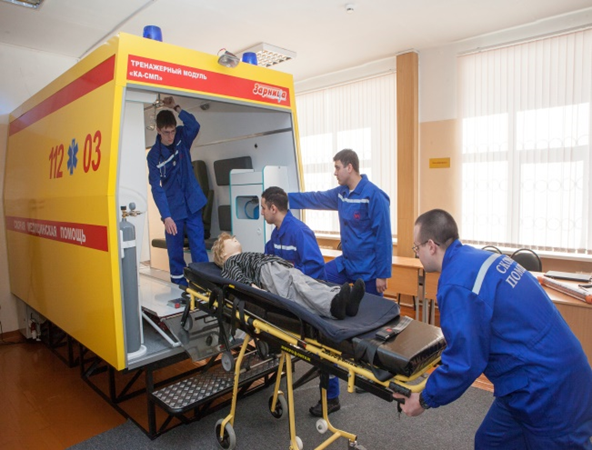 ТРЕНАЖЕРНЫЙ МОДУЛЬ
«КА-СМП»
Зарница
112 03
СКОРАЯ МЕДИЦИНСКАЯ ПОМОЩЬ